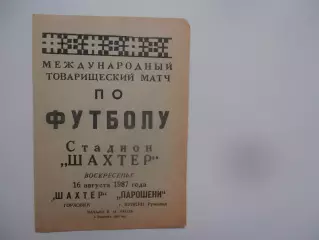 МЕЖДУНАРОДНЫЙ
ТОВАРИЩЕСКИЙ МАТЧ
ПО
ФУТБОЛУ
Стадион
„ШАХТЕР"
ВОСКРЕСЕНЬЕ
16 августа 1987 года
„ШАХТЕР" „ПАРОШЕНИ"